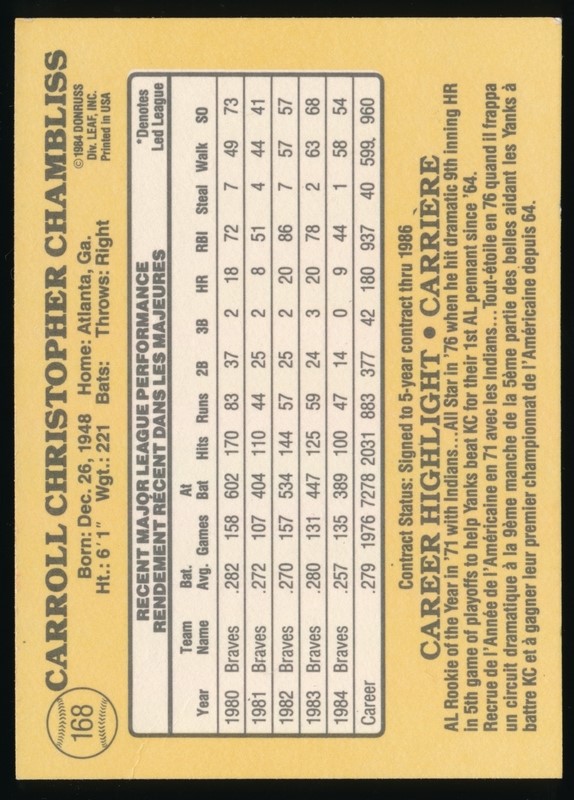 168
CARROLL CHRISTOPHER CHAMBLISS
Born: Dec. 26, 1948 Home: Atlanta, Ga.
Ht.: 6'1" Wgt.: 221 Bats: Throws: Right
©1984 DONRUSS
Div. LEAF, INC.
Printed in USA
RECENT MAJOR LEAGUE PERFORMANCE
RENDEMENT RÉCENT DANS LES MAJEURES
*Denotes
Led League
Year Team Name Bat. Avg. Games At Bat Hits Runs 2B 3B HR RBI Steal Walk SO
1980 Braves .282 158 602 170 83 37 2 18 72 7 49 73
1981 Braves .272 107 404 110 44 25 2 8 51 4 44 41
1982 Braves .270 157 534 144 57 25 2 20 86 7 57 57
1983 Braves .280 131 447 125 59 24 3 20 78 2 63 68
1984 Braves .257 135 389 100 47 14 0 9 44 1 58 54
Career .279 1976 7278 2031 883 377 42 180 937 40 599 960
Contract Status: Signed to 5-year contract thru 1986
CAREER HIGHLIGHT • CARRIÈRE
AL Rookie of the Year in '71 with Indians...All Star in '76 when he hit dramatic 9th inning HR
in 5th game of playoffs to help Yanks beat KC for their 1st AL pennant since '64.
Recrue de l'Année de l'Américaine en 71 avec les Indians...Tout-étoile en 76 quand il frappa
un circuit dramatique à la 9ème manche de la 5ème partie des belles aidant les Yanks à
battre KC et à gagner leur premier championnat de l'Américaine depuis 64.